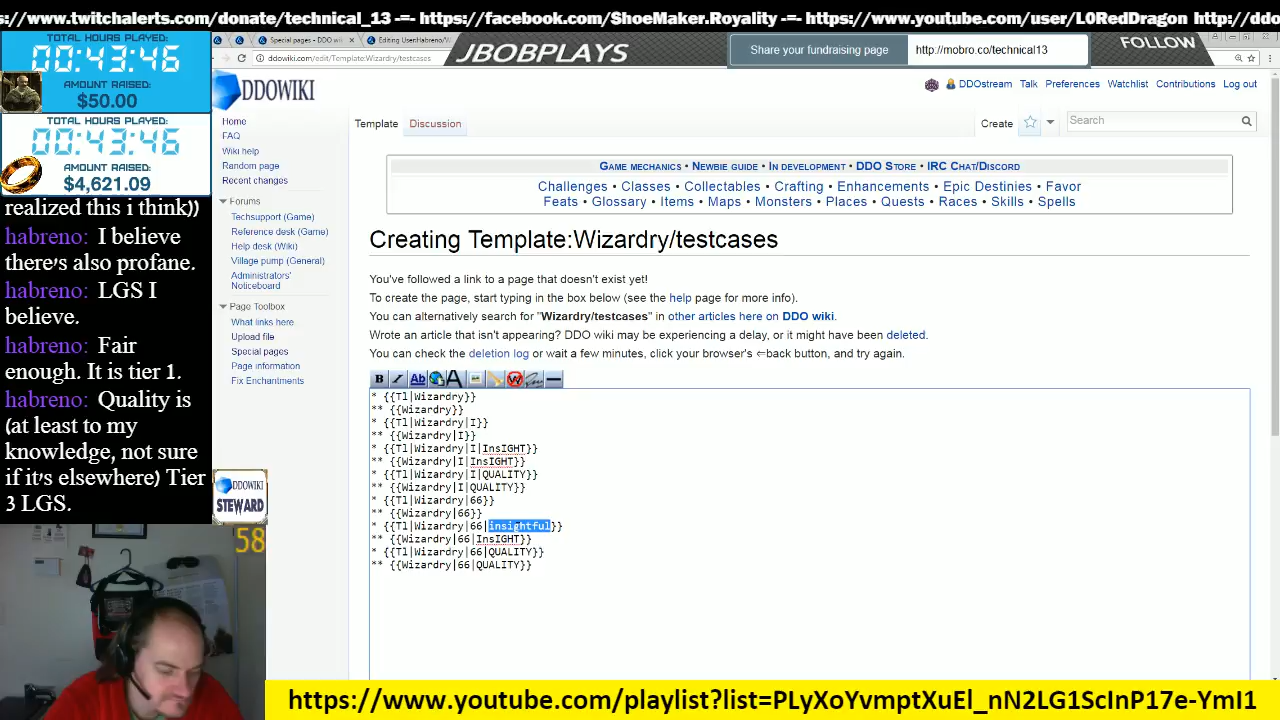 s://www.twitchalerts.com/donate/technical_13 -=- https://facebook.com/ShoeMaker.Royality -=- https://www.youtube.com/user/L0RedDragon http://ddo
TOTAL HOURS PLAYED:
00:43:46
AMOUNT RAISED:
$50.00
TOTAL HOURS PLAYED:
00:43:46
AMOUNT RAISED:
$4,621.09
realized this i think))
habreno: I believe
there's also profane.
habreno: LGS I
believe.
habreno: Fair
enough. It is tier 1.
habreno: Quality is
(at least to my
knowledge, not sure
if it's elsewhere) Tier
3 LGS.
Special pages - DDO wik
Editing User:Habreno/W
ddowiki.com/edit/Template:Wizardry/testcases
JBOBPLAYS
Share your fundraising page
http://mobro.co/technical13
FOLLOW
DDOWIKI
DDOstream Talk Preferences Watchlist Contributions Log out
Home
FAQ
Wiki help
Random page
Recent changes
Forums
Techsupport (Game)
Reference desk (Game)
Help desk (Wiki)
Village pump (General)
Administrators'
Noticeboard
Page Toolbox
What links here
Upload file
Special pages
Page information
Fix Enchantments
DDOWIKI
STEWARD
58
Template Discussion
Create
Search
Game mechanics • Newbie guide • In development • DDO Store • IRC Chat/Discord
Challenges • Classes • Collectables • Crafting • Enhancements • Epic Destinies • Favor
Feats • Glossary • Items • Maps • Monsters • Places • Quests • Races • Skills • Spells
Creating Template:Wizardry/testcases
You've followed a link to a page that doesn't exist yet!
To create the page, start typing in the box below (see the help page for more info).
You can alternatively search for "Wizardry/testcases" in other articles here on DDO wiki.
Wrote an article that isn't appearing? DDO wiki may be experiencing a delay, or it might have been deleted.
You can check the deletion log or wait a few minutes, click your browser's ⇐back button, and try again.
B I Ab A
* {{Tl|Wizardry}}
** {{Wizardry}}
* {{Tl|Wizardry|I}}
** {{Wizardry|I}}
* {{Tl|Wizardry|I|InsIGHT}}
** {{Wizardry|I|InsIGHT}}
* {{Tl|Wizardry|I|QUALITY}}
** {{Wizardry|I|QUALITY}}
* {{Tl|Wizardry|66}}
** {{Wizardry|66}}
* {{Tl|Wizardry|66|insightful}}
** {{Wizardry|66|InsIGHT}}
* {{Tl|Wizardry|66|QUALITY}}
** {{Wizardry|66|QUALITY}}
https://www.youtube.com/playlist?list=PLyXoYvmptXuEl_nN2LG1ScInP17e-YmI1